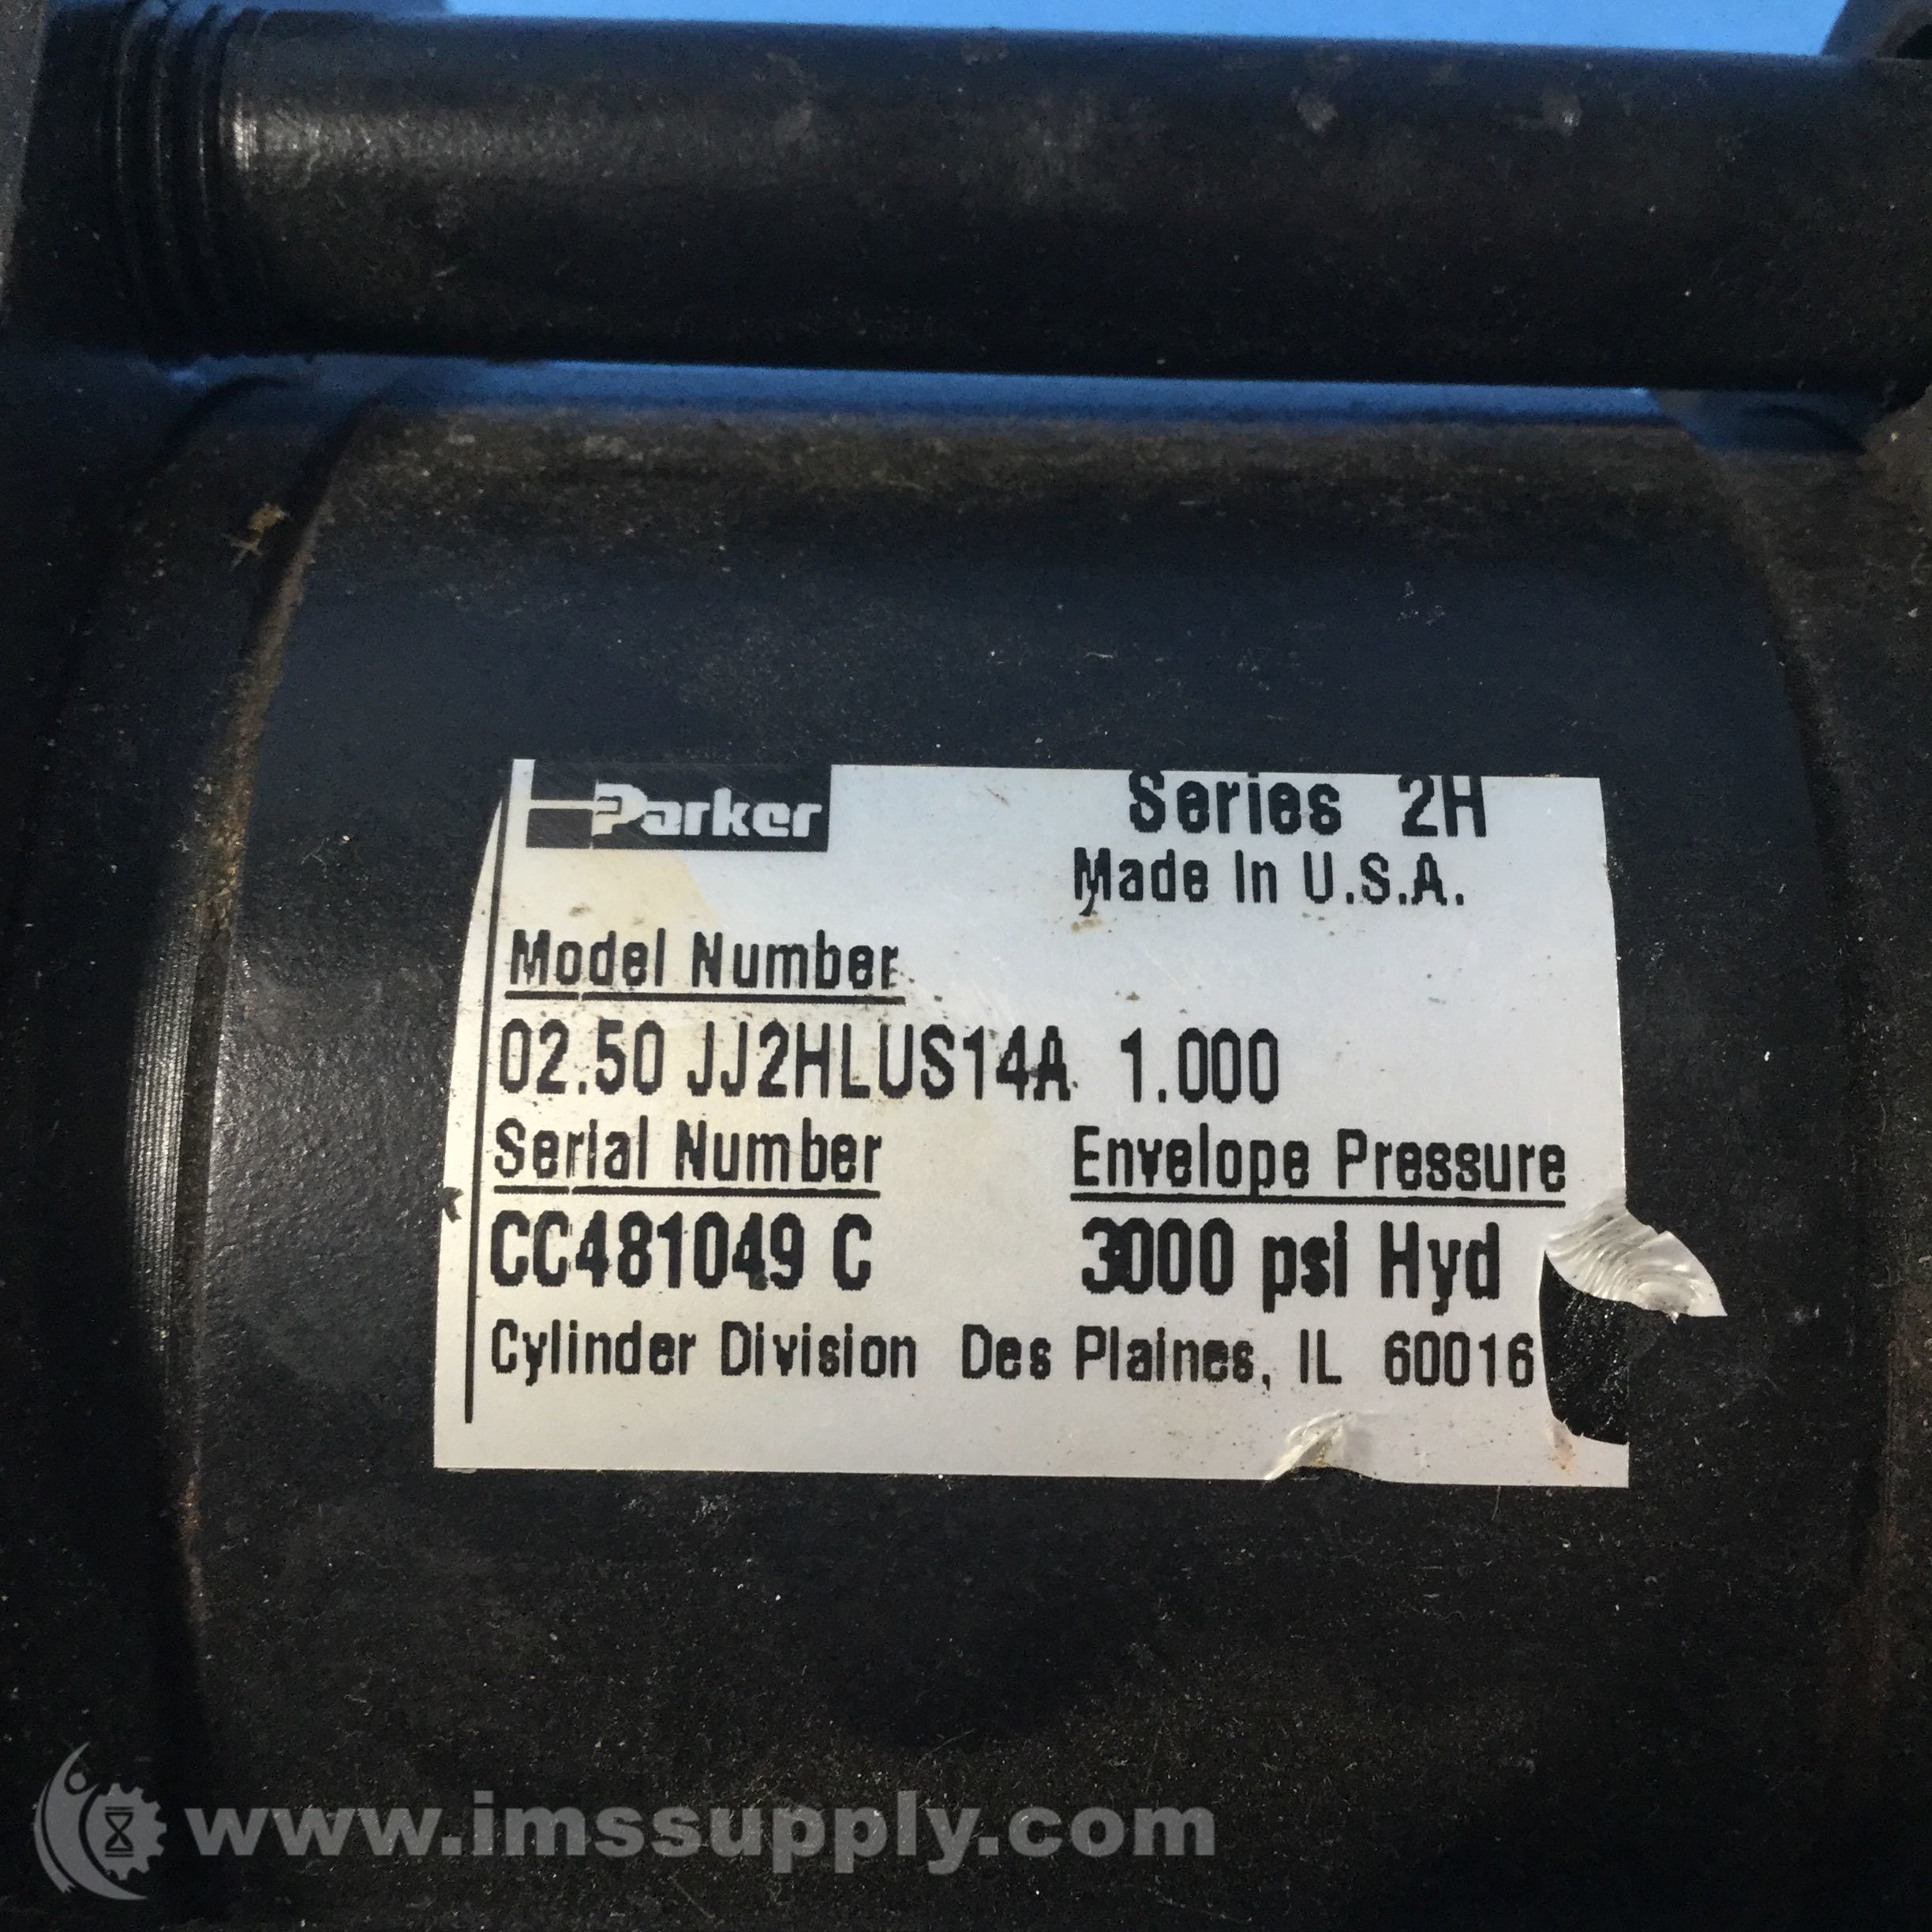 Parker Series 2H
Made In U.S.A.
Model Number
02.50 JJ2HLUS14A 1.000
Serial Number Envelope Pressure
CC481049 C 3000 psi Hyd
Cylinder Division Des Plaines, IL 60016
www.imssupply.com